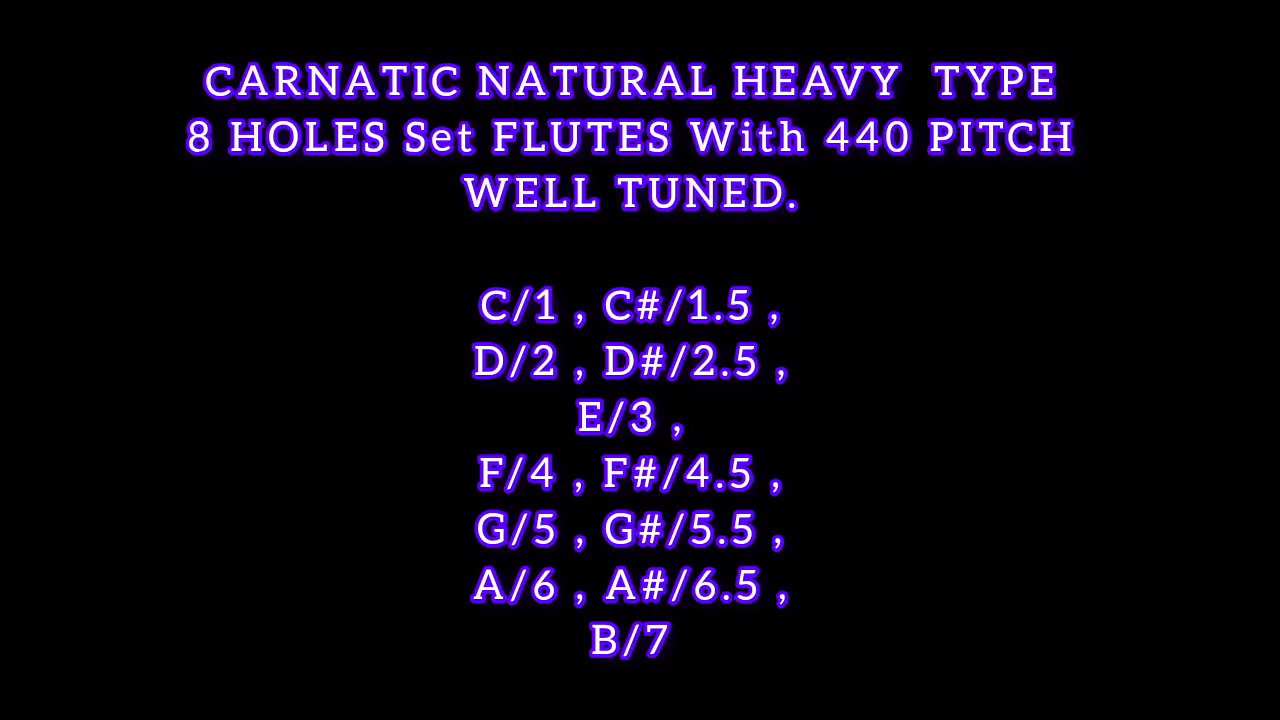 CARNATIC NATURAL HEAVY  TYPE
8 HOLES Set FLUTES With 440 PITCH
WELL TUNED.
C/1 , C#/1.5 ,
D/2 , D#/2.5 ,
E/3 ,
F/4 , F#/4.5 ,
G/5 , G#/5.5 ,
A/6 , A#/6.5 ,
B/7